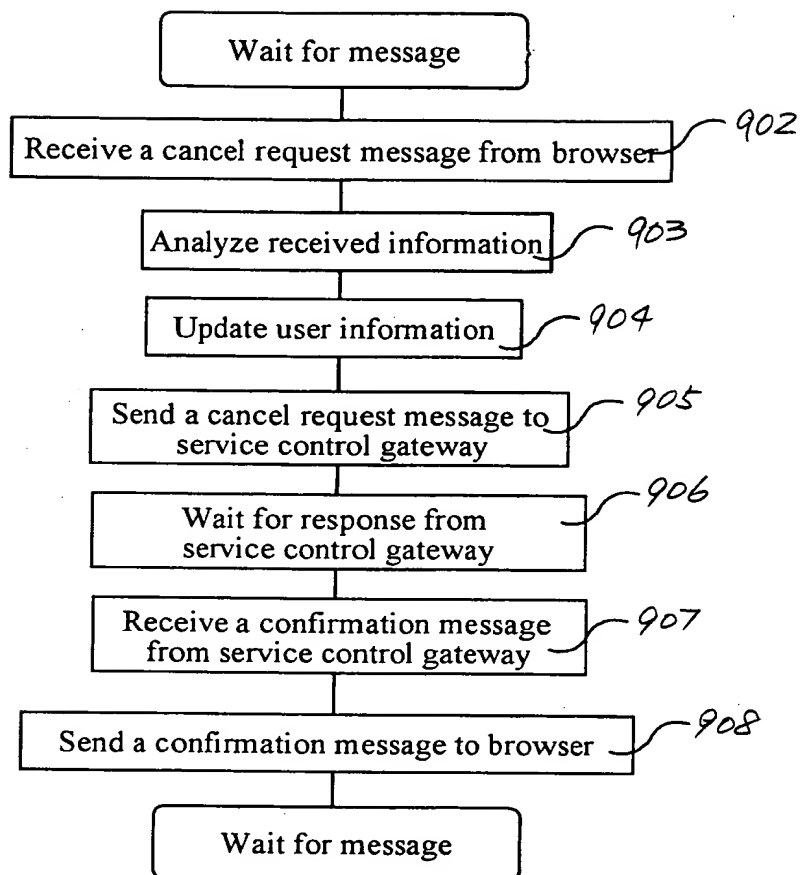 Wait for message
902
Receive a cancel request message from browser
903
Analyze received information
904
Update user information
905
Send a cancel request message to
service control gateway
906
Wait for response from
service control gateway
907
Receive a confirmation message
from service control gateway
908
Send a confirmation message to browser
Wait for message